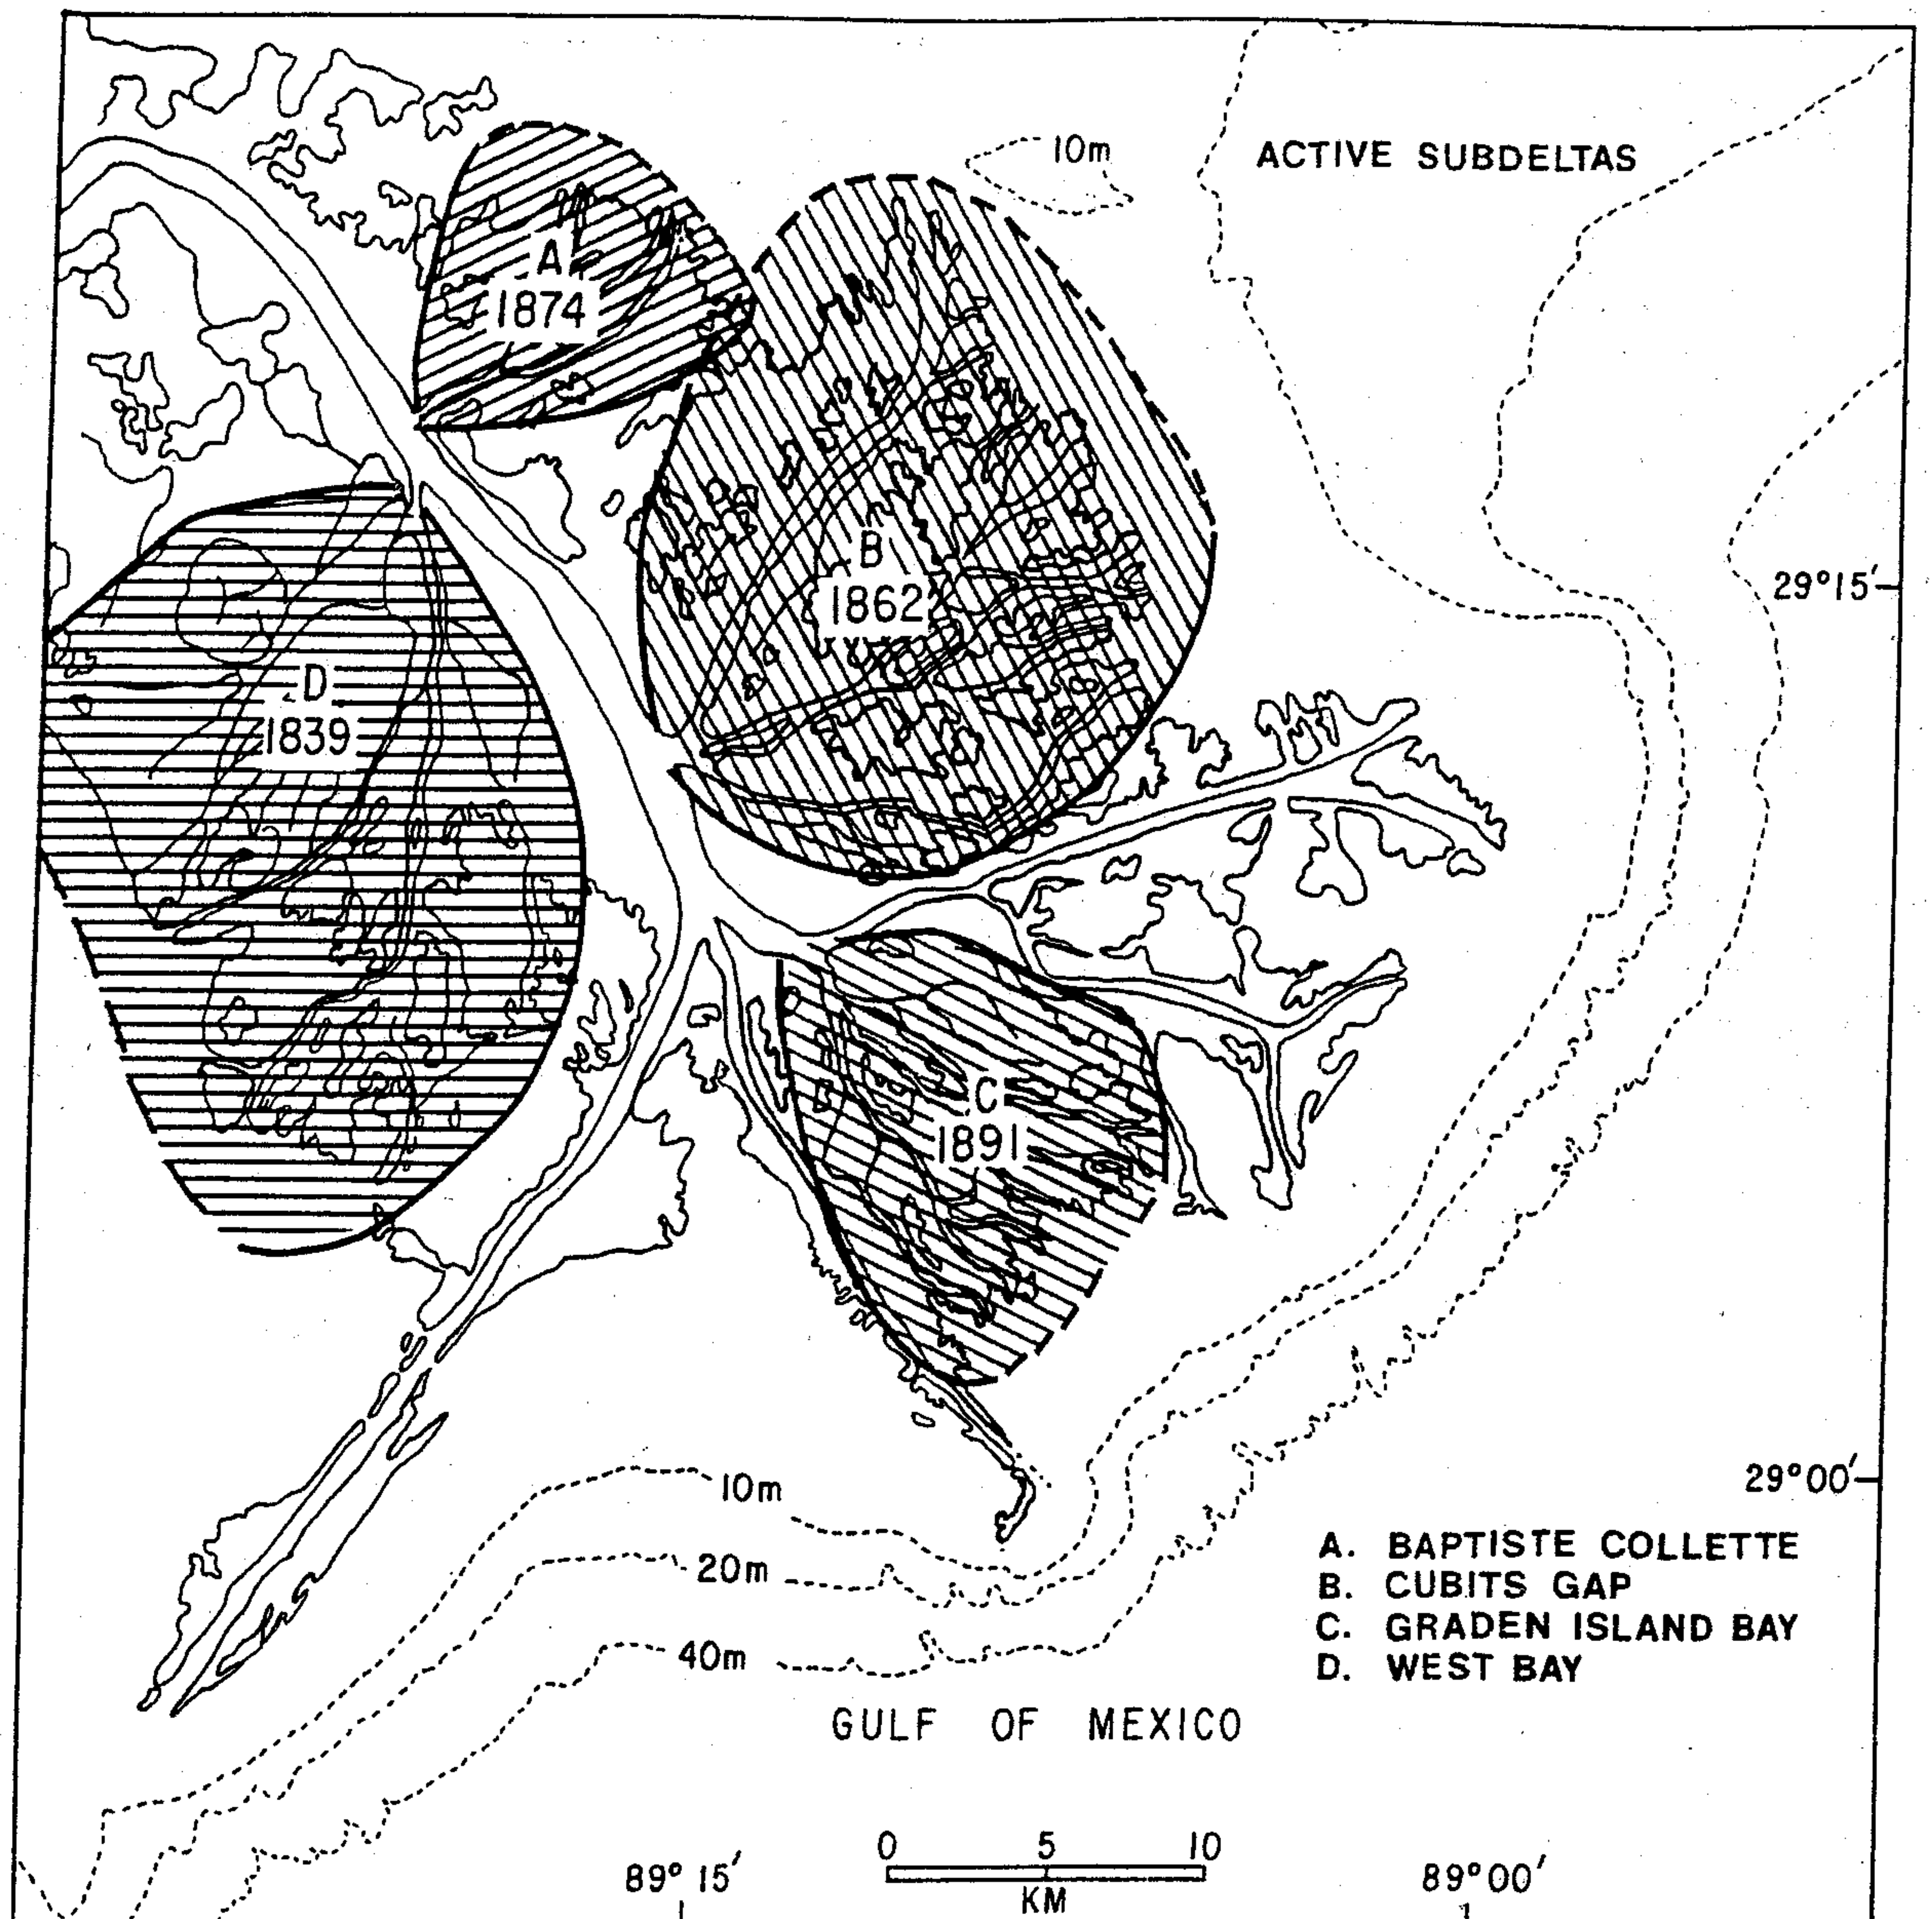 10m
ACTIVE SUBDELTAS
A
1874
B
1862
29°15′
D
1839
C
1891
29°00′
10m
20m
40m
A. BAPTISTE COLLETTE
B. CUBITS GAP
C. GRADEN ISLAND BAY
D. WEST BAY
GULF OF MEXICO
0 5 10
KM
89° 15′
89°00′